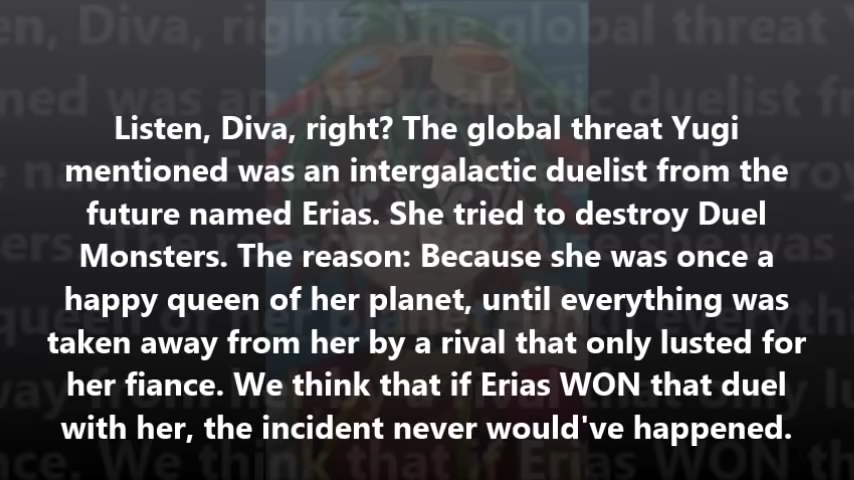 Listen, Diva, right? The global threat Yugi
mentioned was an intergalactic duelist from the
future named Erias. She tried to destroy Duel
Monsters. The reason: Because she was once a
happy queen of her planet, until everything was
taken away from her by a rival that only lusted for
her fiance. We think that if Erias WON that duel
with her, the incident never would've happened.